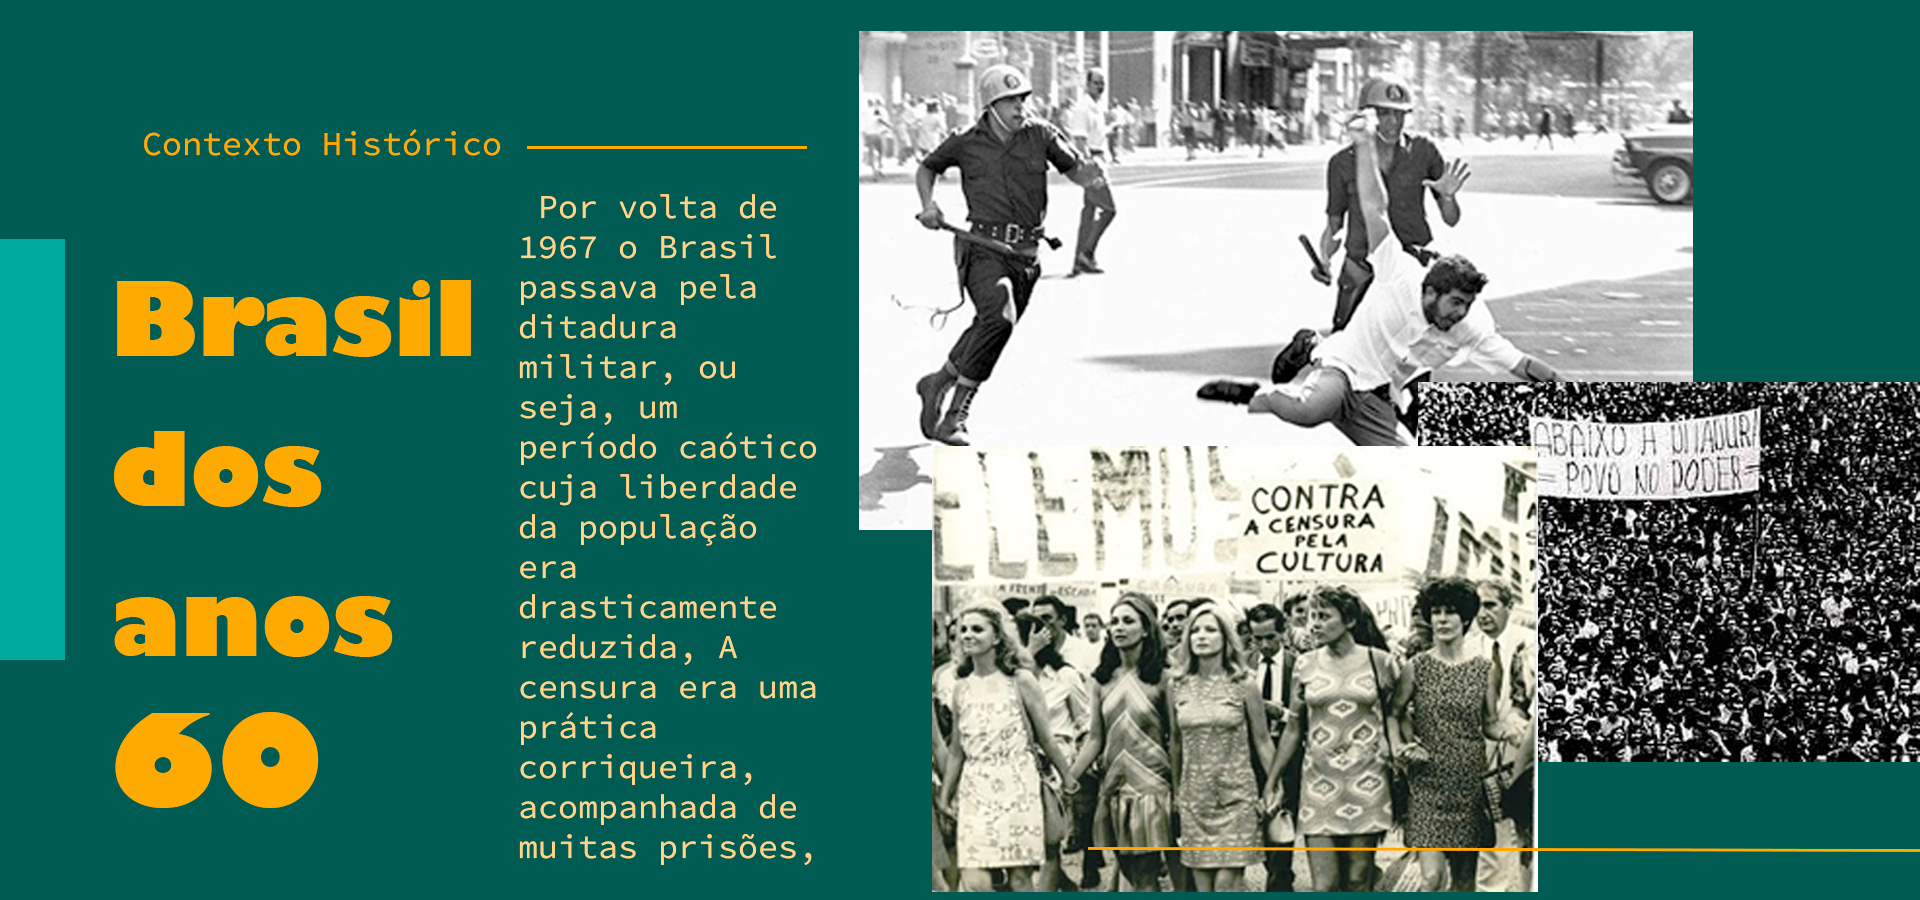 Contexto Histórico
Brasil
dos
anos
60
Por volta de
1967 o Brasil
passava pela
ditadura
militar, ou
seja, um
período caótico
cuja liberdade
da população
era
drasticamente
reduzida, A
censura era uma
prática
corriqueira,
acompanhada de
muitas prisões,
ABAIXO A DITADURA
POVO NO PODER
CONTRA
A CENSURA
PELA
CULTURA